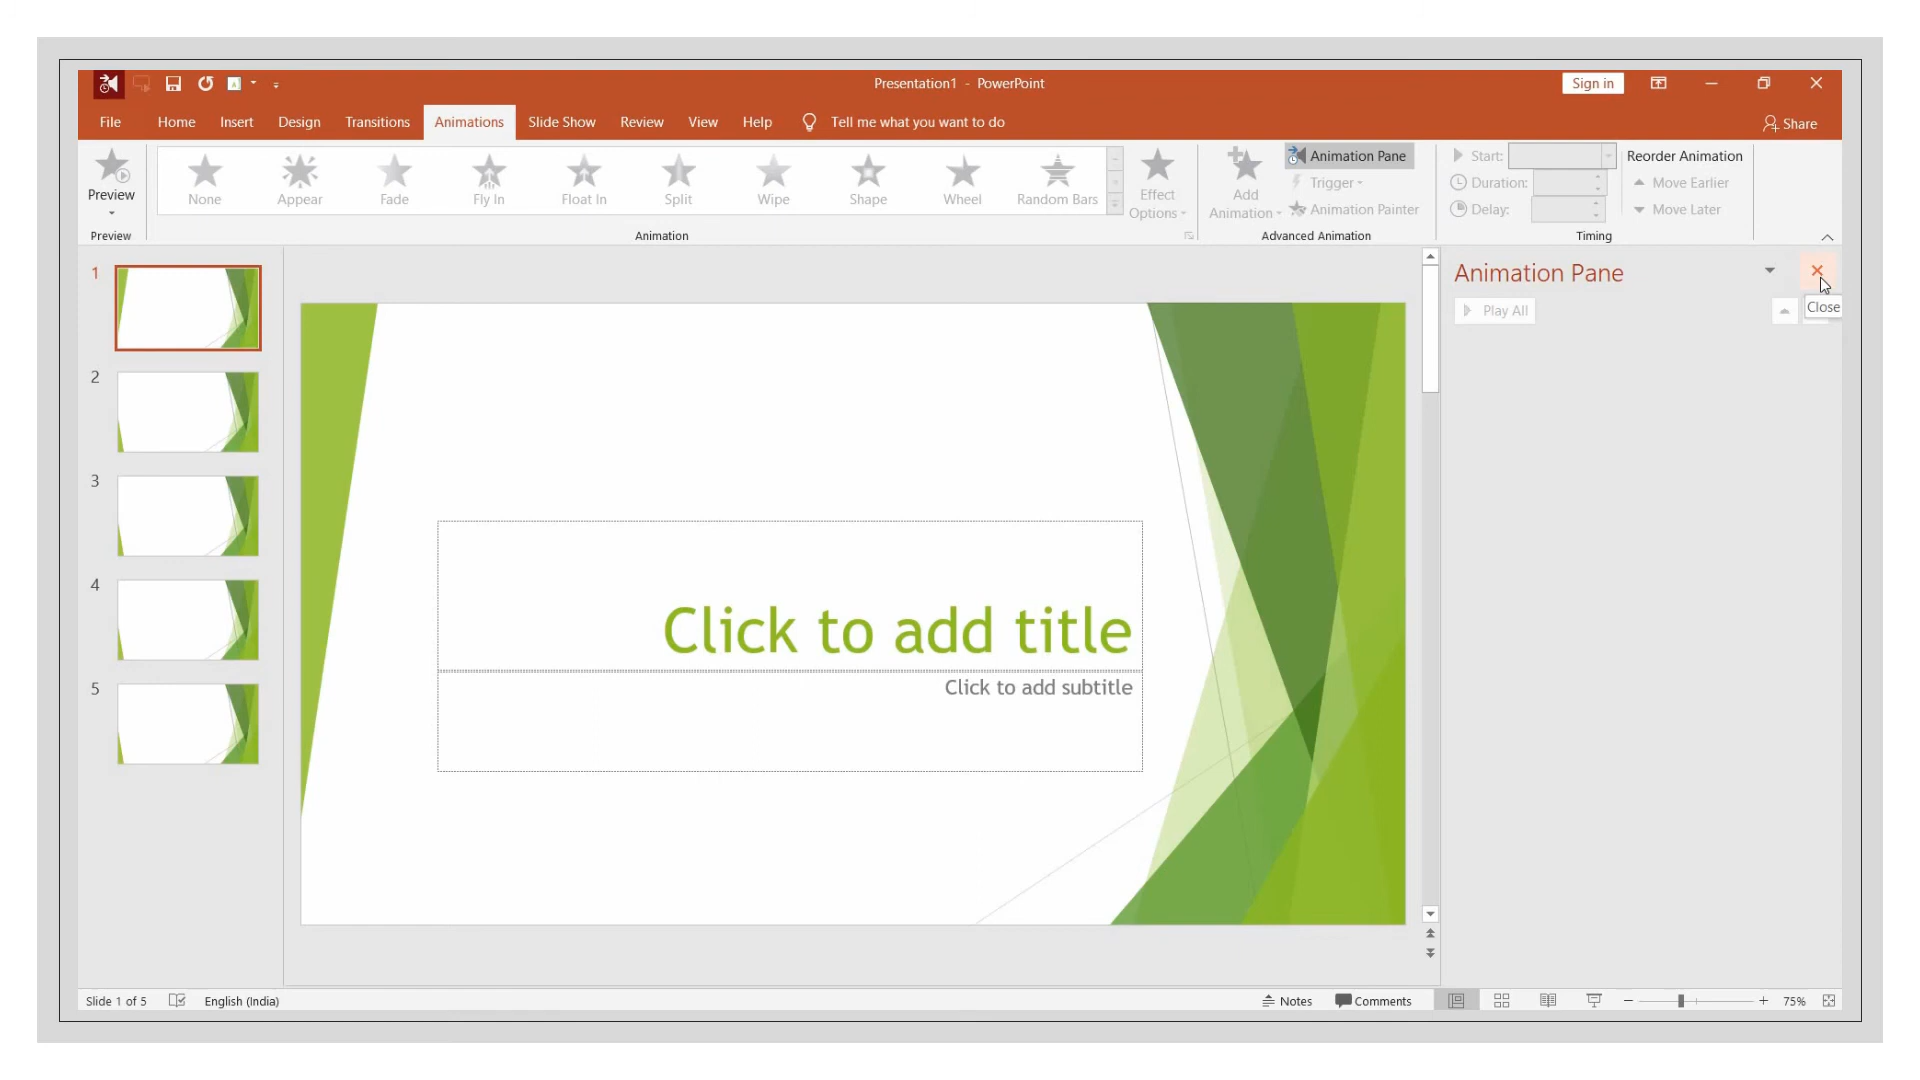 Presentation1 - PowerPoint
Sign in
File Home Insert Design Transitions Animations Slide Show Review View Help Tell me what you want to do
Share
Preview
None Appear Fade Fly In Float In Split Wipe Shape Wheel Random Bars
Effect Options
Add Animation
Animation Pane
Trigger
Animation Painter
Start:
Duration:
Delay:
Reorder Animation
Move Earlier
Move Later
Preview
Animation
Advanced Animation
Timing
1
2
3
4
5
Click to add title
Click to add subtitle
Animation Pane
Play All
Close
Slide 1 of 5 English (India)
Notes Comments
75%